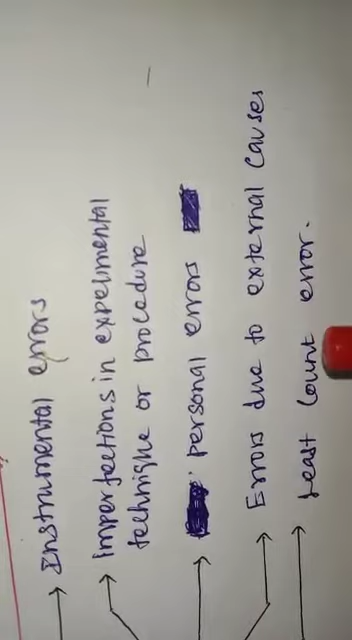 → Instrumental errors
→ imperfections in experimental
technique or procedure
→ personal errors
→ Errors due to external causes
→ Least count error.